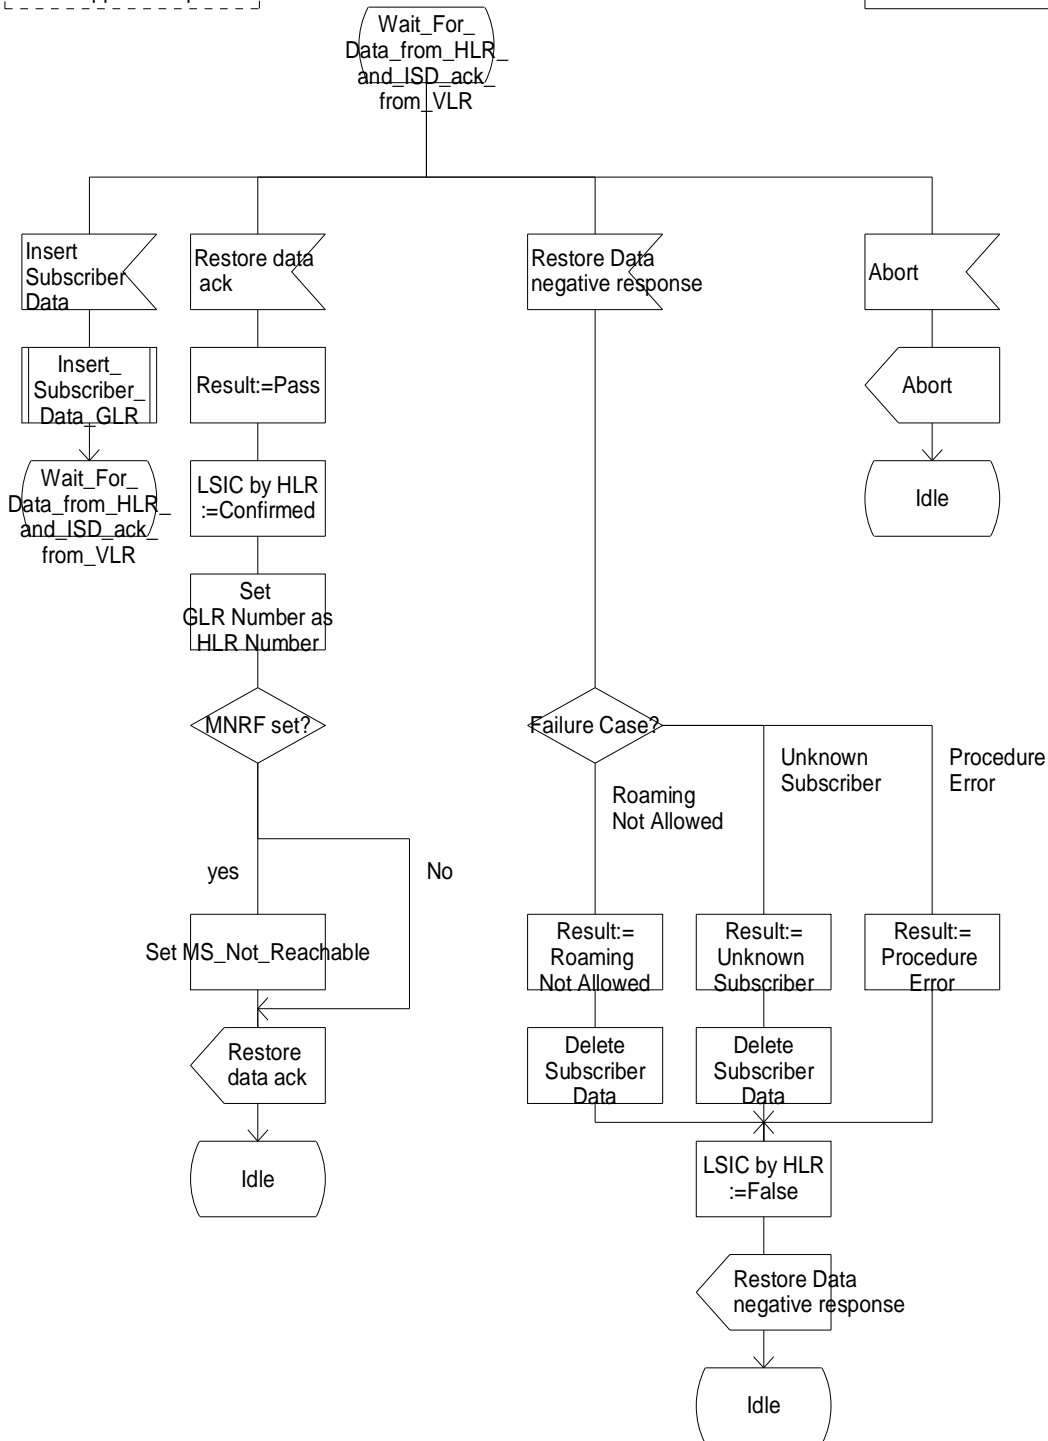 Wait_For_
Data_from_HLR_
and_ISD_ack_
from_VLR
Insert
Subscriber
Data
Restore data
ack
Restore Data
negative response
Abort
Insert_
Subscriber_
Data_GLR
Result:=Pass
Abort
Wait_For_
Data_from_HLR_
and_ISD_ack_
from_VLR
LSIC by HLR
:=Confirmed
Idle
Set
GLR Number as
HLR Number
MNRF set?
Failure Case?
Roaming
Not Allowed
Unknown
Subscriber
Procedure
Error
yes
No
Set MS_Not_Reachable
Result:=
Roaming
Not Allowed
Result:=
Unknown
Subscriber
Result:=
Procedure
Error
Restore
data ack
Delete
Subscriber
Data
Delete
Subscriber
Data
Idle
LSIC by HLR
:=False
Restore Data
negative response
Idle